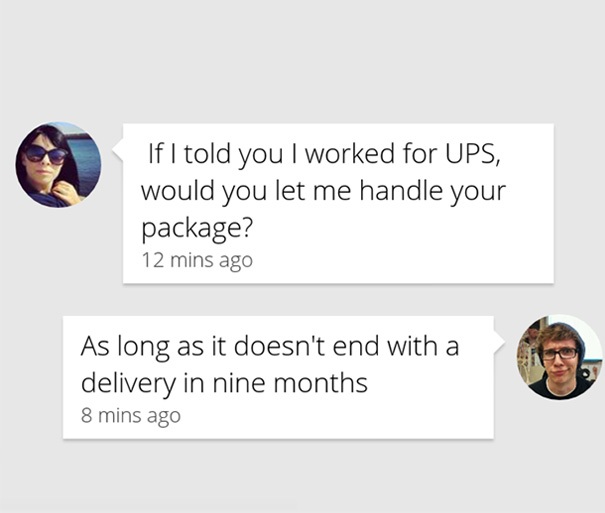 If I told you I worked for UPS,
would you let me handle your
package?
12 mins ago
As long as it doesn't end with a
delivery in nine months
8 mins ago